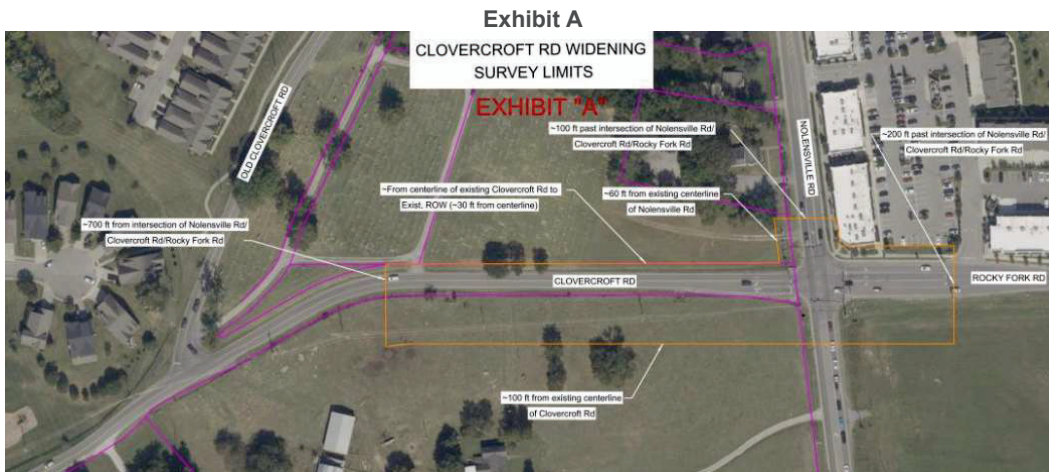 Exhibit A
CLOVERCROFT RD WIDENING
SURVEY LIMITS
EXHIBIT "A"
OLD CLOVERCROFT RD
~100 ft past intersection of Nolensville Rd/
Clovercroft Rd/Rocky Fork Rd
NOLENSVILLE RD
~200 ft past intersection of Nolensville Rd/
Clovercroft Rd/Rocky Fork Rd
~From centerline of existing Clovercroft Rd to
Exist. ROW (~30 ft from centerline)
~60 ft from existing centerline
of Nolensville Rd
~700 ft from intersection of Nolensville Rd/
Clovercroft Rd/Rocky Fork Rd
CLOVERCROFT RD
ROCKY FORK RD
~100 ft from existing centerline
of Clovercroft Rd